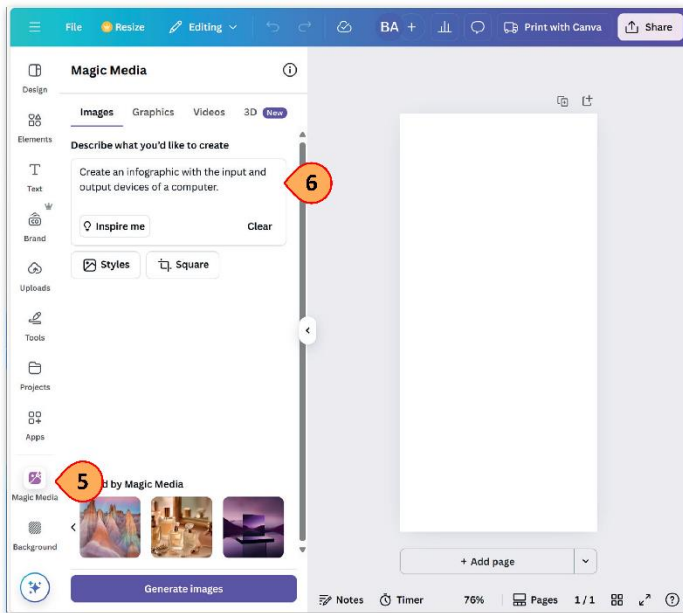 File Resize Editing BA + Print with Canva Share
Design
Elements
Text
Brand
CO
Uploads
Tools
Projects
Apps
Magic Media
Background
Magic Media
Images Graphics Videos 3D New
Describe what you'd like to create
Create an infographic with the input and
output devices of a computer.
6
Inspire me Clear
Styles Square
5
d by Magic Media
Generate images
+ Add page
Notes Timer 76% Pages 1/1